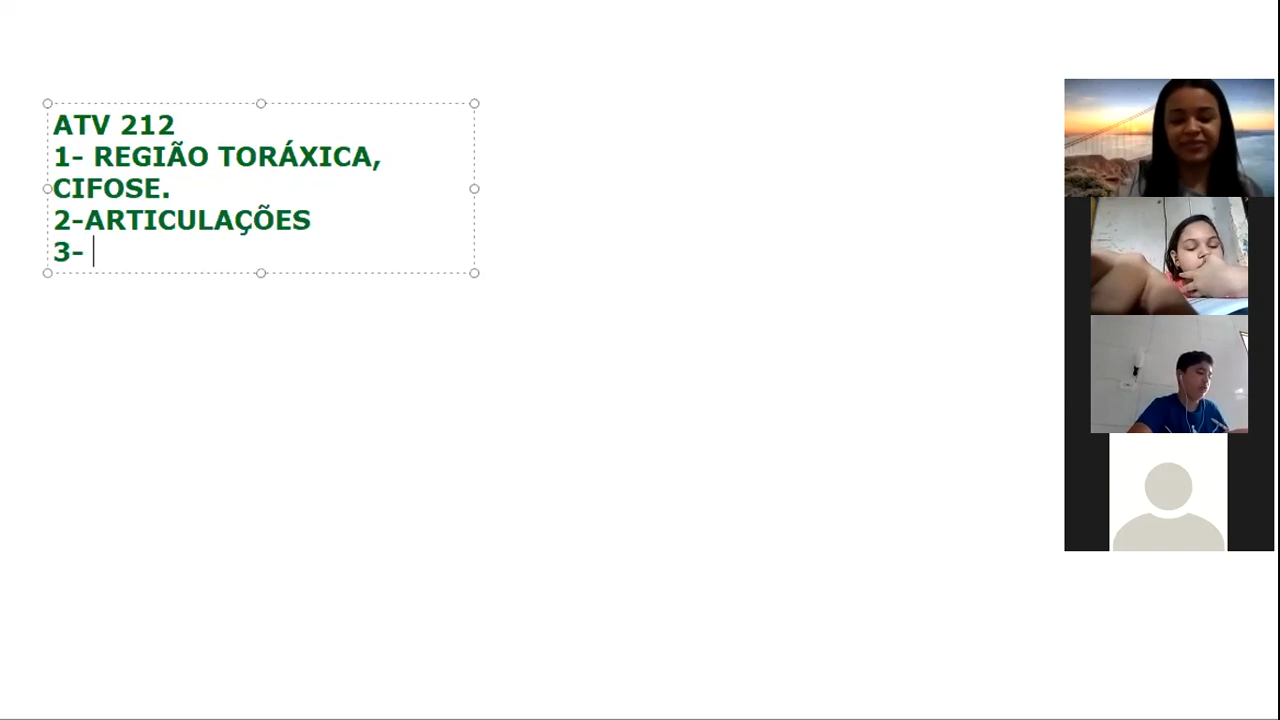 ATV 212
1- REGIÃO TORÁXICA,
CIFOSE.
2-ARTICULAÇÕES
3-